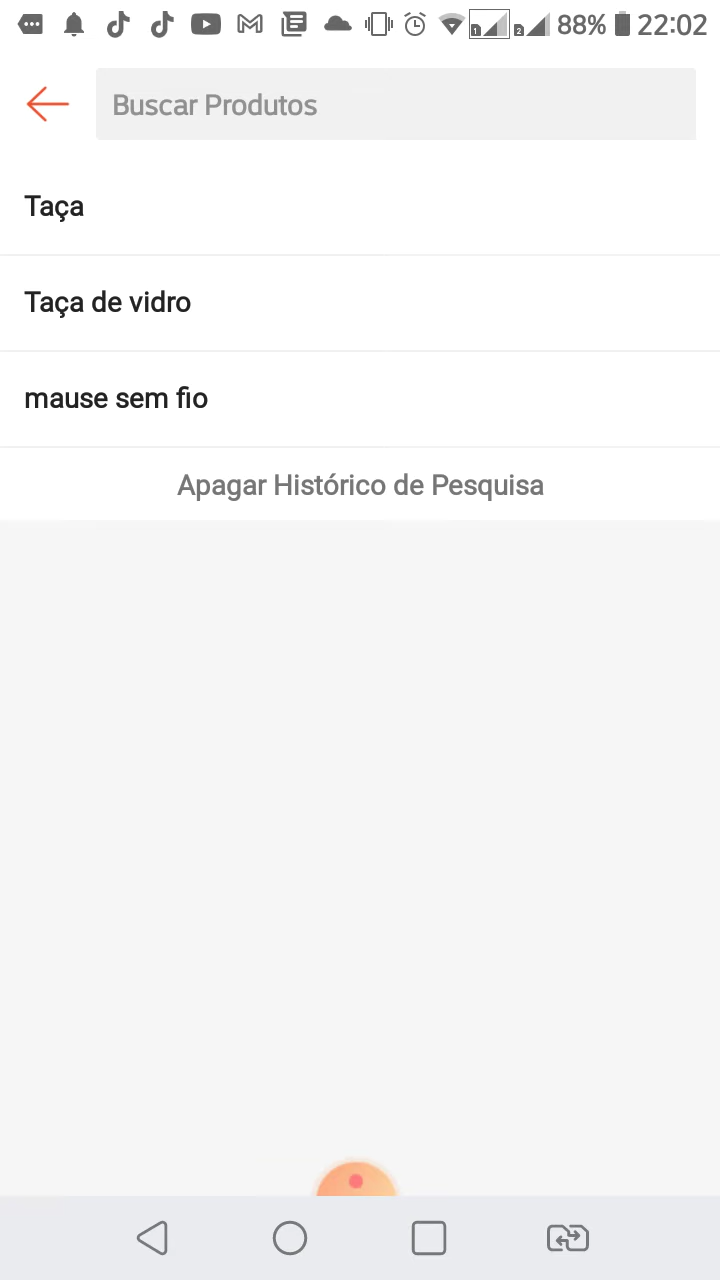 88% 22:02
Buscar Produtos
Taça
Taça de vidro
mause sem fio
Apagar Histórico de Pesquisa